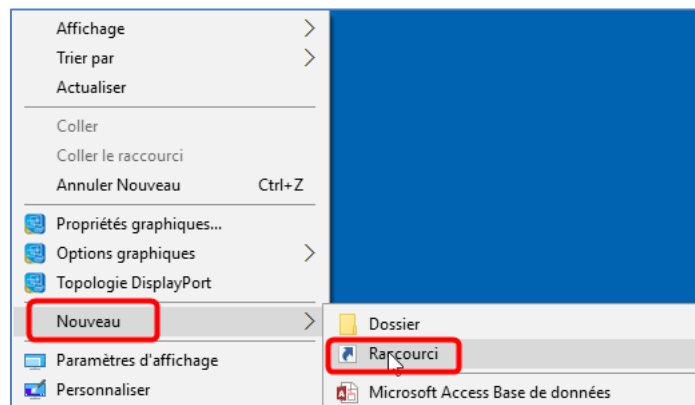 Affichage
Trier par
Actualiser
Coller
Coller le raccourci
Annuler Nouveau Ctrl+Z
Propriétés graphiques...
Options graphiques
Topologie DisplayPort
Nouveau
Dossier
Raccourci
Paramètres d'affichage
Personnaliser
Microsoft Access Base de données